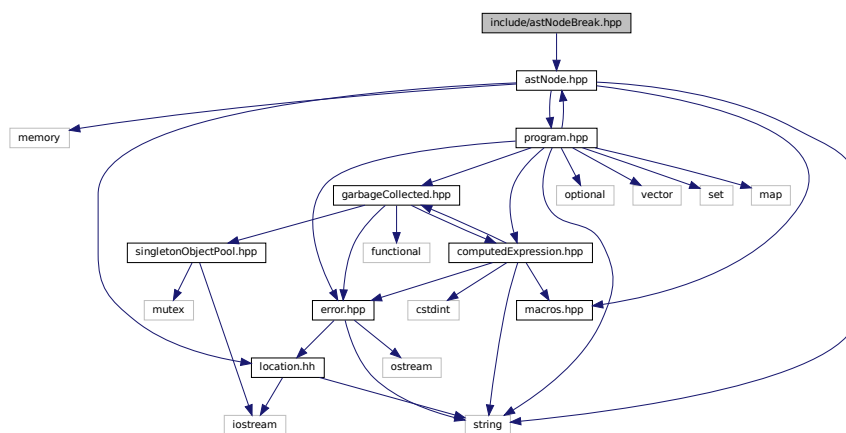 include/astNodeBreak.hpp
astNode.hpp
memory
program.hpp
garbageCollected.hpp
optional
vector
set
map
singletonObjectPool.hpp
functional
computedExpression.hpp
mutex
error.hpp
cstdint
macros.hpp
location.hh
ostream
iostream
string